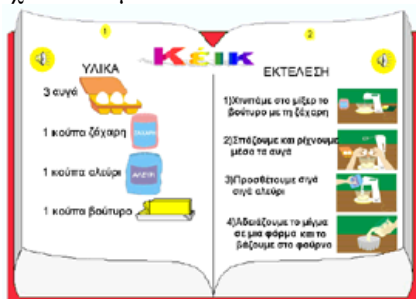 1
2
Κέικ
ΥΛΙΚΑ
3 αυγά
1 κούπα ζάχαρη
ΖΑΧΑΡΗ
1 κούπα αλεύρι
ΑΛΕΥΡΙ
1 κούπα βούτυρο
ΕΚΤΕΛΕΣΗ
1)Χτυπάμε στο μίξερ το
βούτυρο με τη ζάχαρη
2)Σπάζουμε και ρίχνουμε
μέσα τα αυγά
3)Προσθέτουμε σιγά
σιγά αλεύρι
4)Αδειάζουμε το μίγμα
σε μια φόρμα και το
βάζουμε στο φούρνο